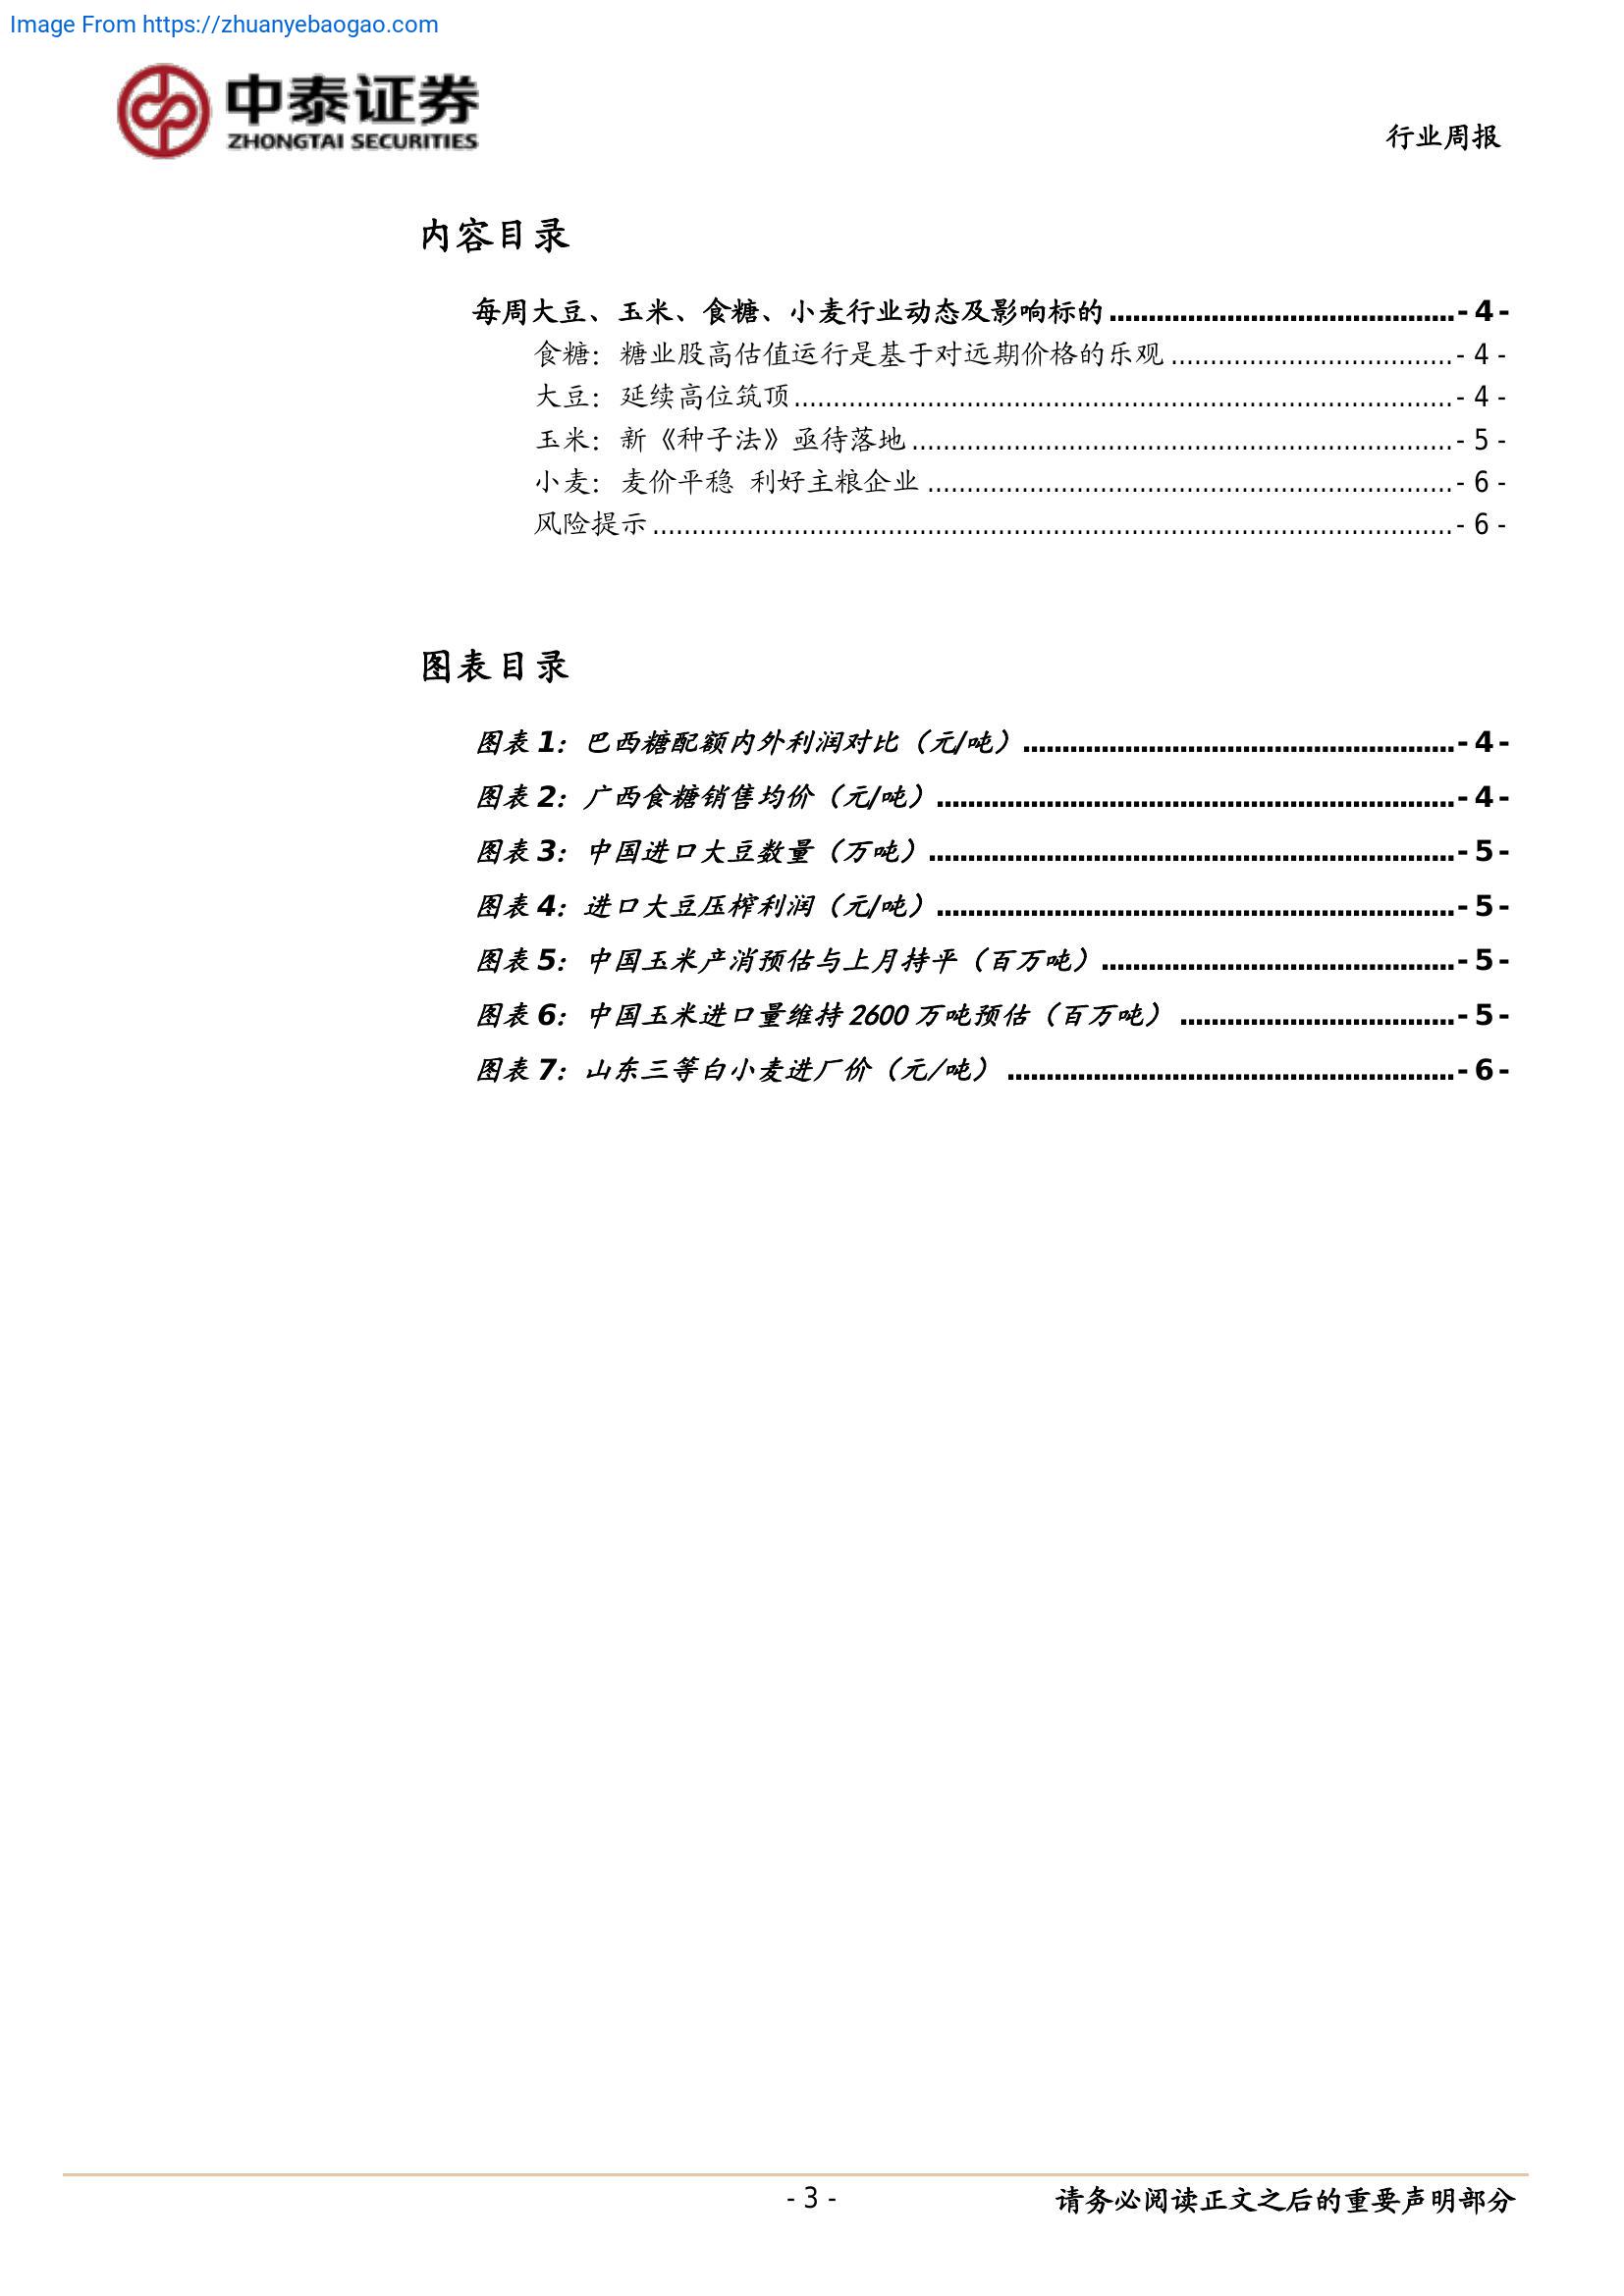 Image From https://zhuanyebaogao.com
中泰证券
ZHONGTAI SECURITIES
行业周报
内容目录
每周大豆、玉米、食糖、小麦行业动态及影响标的............................................- 4 -
食糖：糖业股高估值运行是基于对远期价格的乐观....................................- 4 -
大豆：延续高位筑顶....................................................................................- 4 -
玉米：新《种子法》亟待落地.....................................................................- 5 -
小麦：麦价平稳 利好主粮企业...................................................................- 6 -
风险提示......................................................................................................- 6 -
图表目录
图表 1：巴西糖配额内外利润对比（元/吨）.......................................................- 4 -
图表 2：广西食糖销售均价（元/吨）..................................................................- 4 -
图表 3：中国进口大豆数量（万吨）...................................................................- 5 -
图表 4：进口大豆压榨利润（元/吨）..................................................................- 5 -
图表 5：中国玉米产消预估与上月持平（百万吨）.............................................- 5 -
图表 6：中国玉米进口量维持 2600 万吨预估（百万吨）...................................- 5 -
图表 7：山东三等白小麦进厂价（元/吨）.........................................................- 6 -
- 3 -
请务必阅读正文之后的重要声明部分